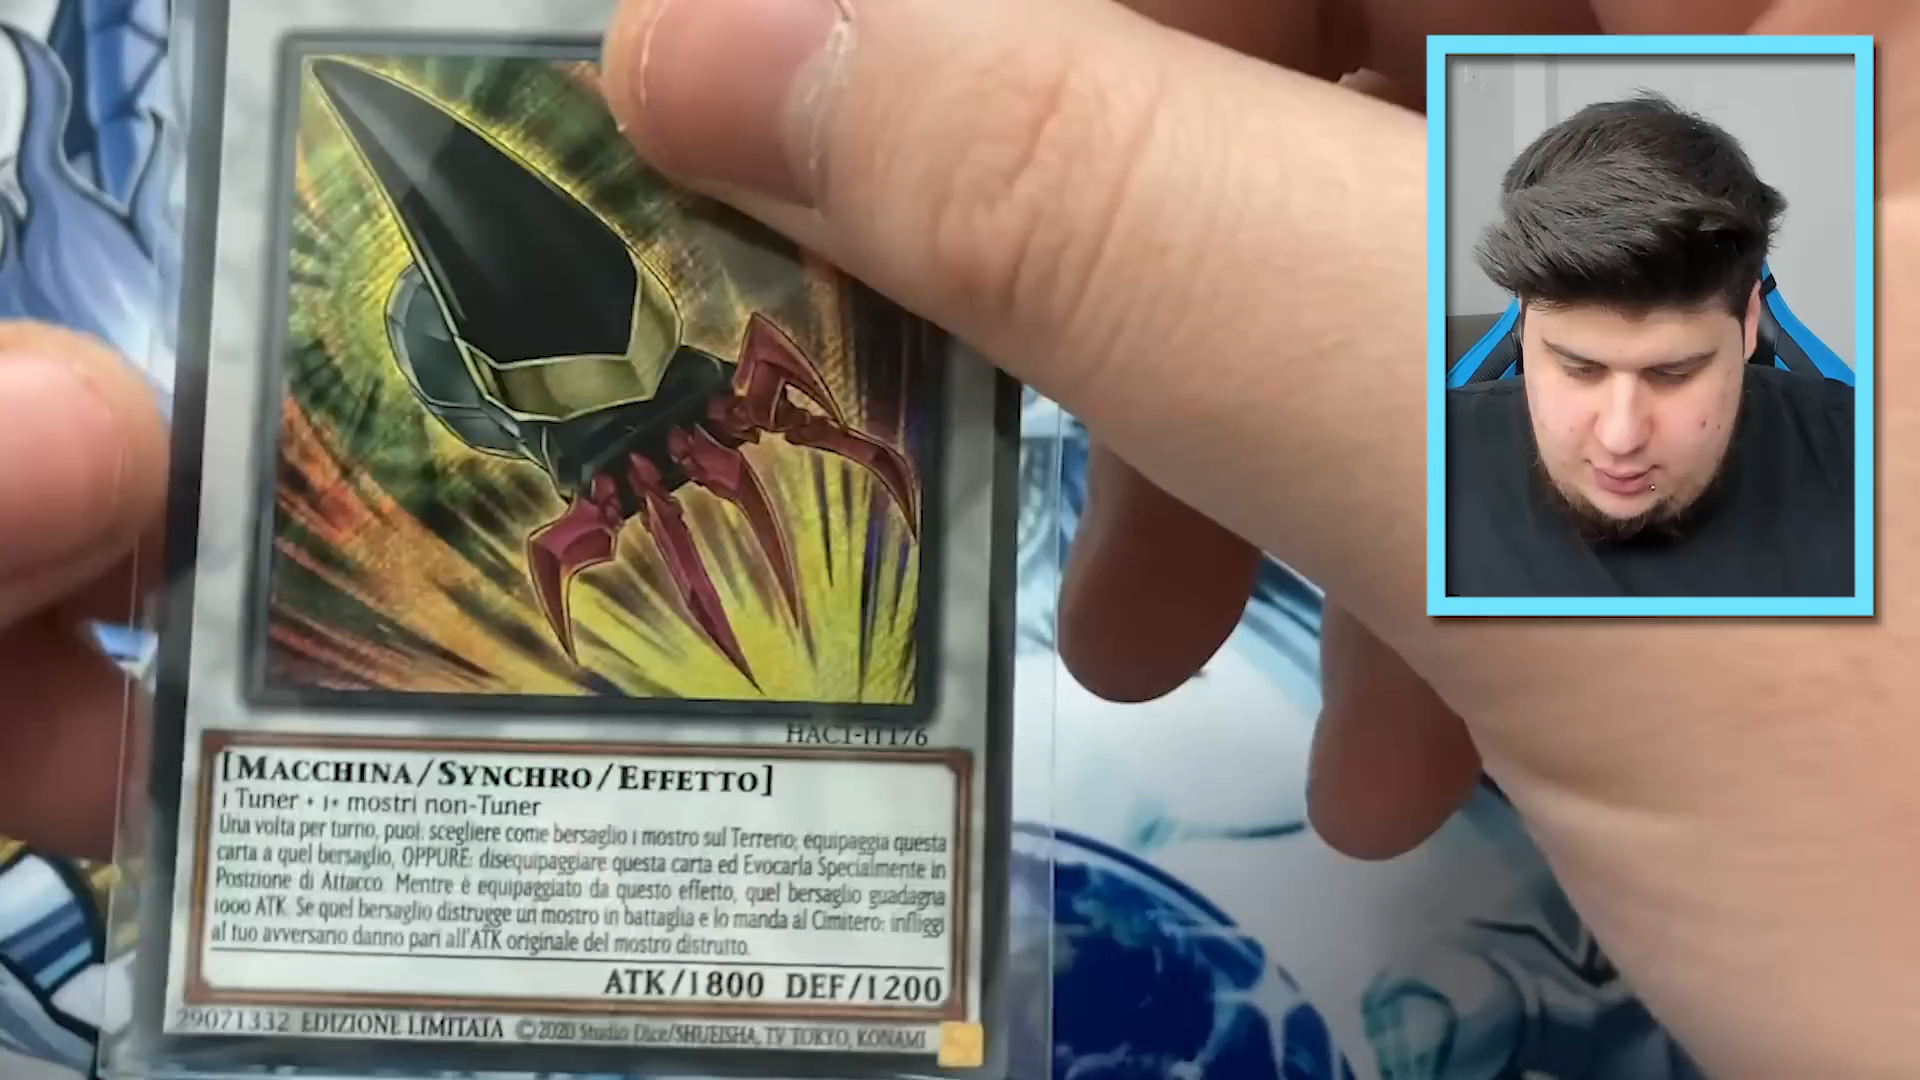 HAC1-IT176
[MACCHINA/SYNCHRO/EFFETTO]
1 Tuner + 1+ mostri non-Tuner
Una volta per turno, puoi: scegliere come bersaglio 1 mostro sul Terreno; equipaggia questa
carta a quel bersaglio, OPPURE: disequipaggiare questa carta ed Evocarla Specialmente in
Posizione di Attacco. Mentre è equipaggiato da questo effetto, quel bersaglio guadagna
1000 ATK. Se quel bersaglio distrugge un mostro in battaglia e lo manda al Cimitero: infliggi
al tuo avversario danno pari all'ATK originale del mostro distrutto.
ATK/1800 DEF/1200
29071332 EDIZIONE LIMITATA ©2020 Studio Dice/SHUEISHA, TV TOKYO, KONAMI